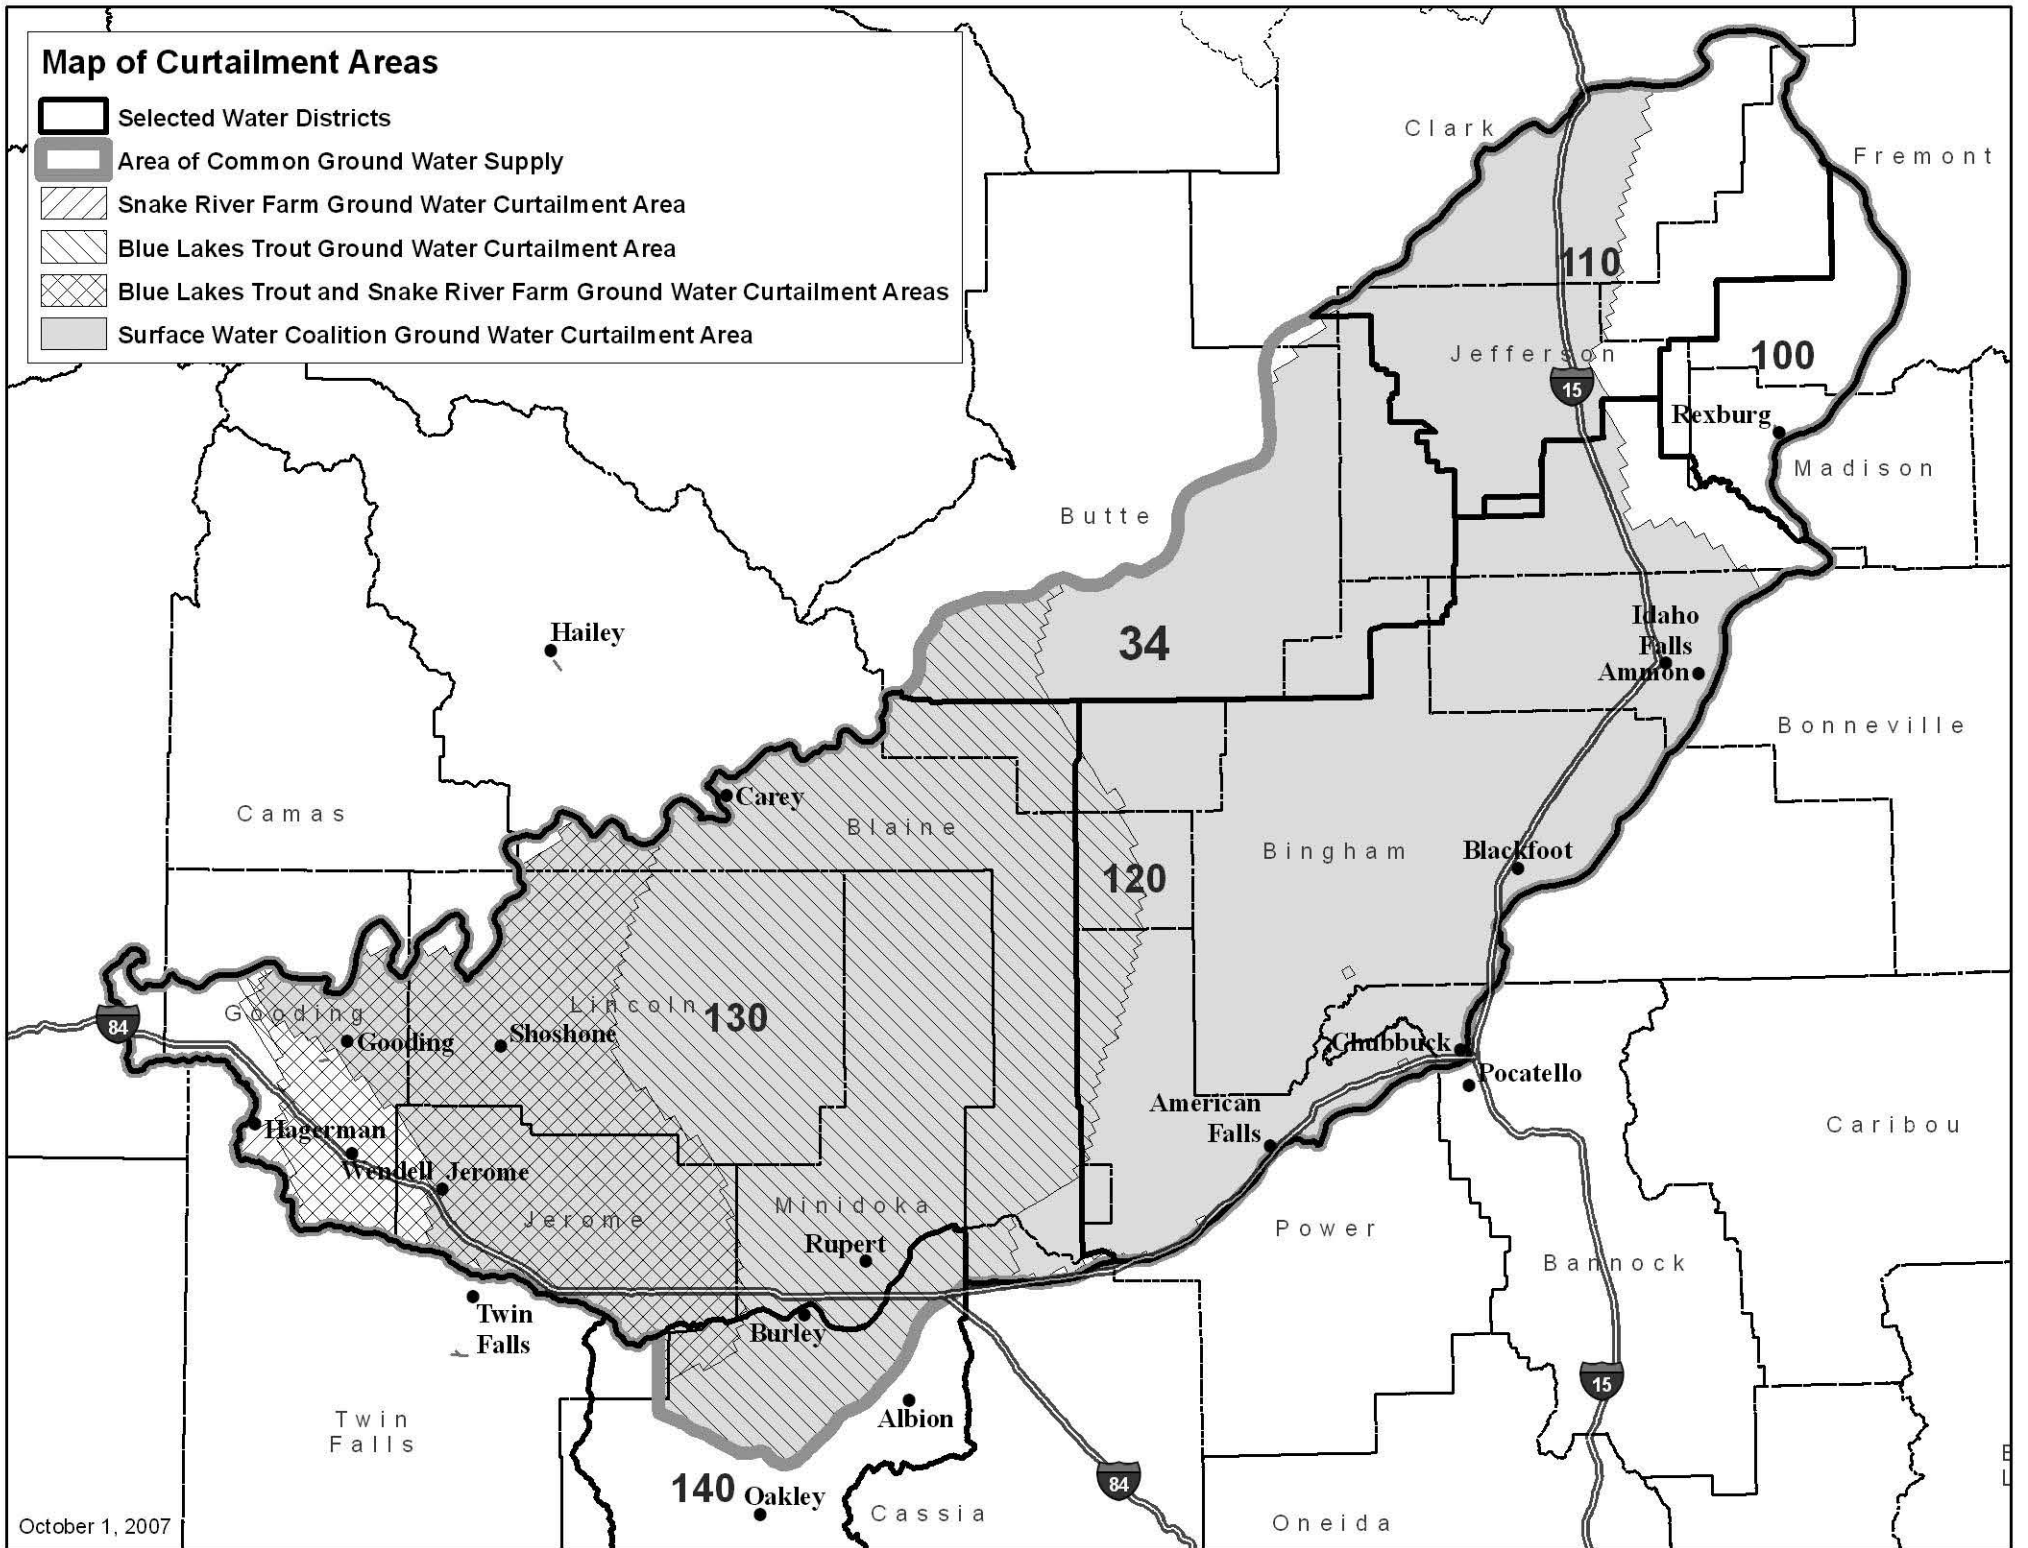 Map of Curtailment Areas
Selected Water Districts
Area of Common Ground Water Supply
Snake River Farm Ground Water Curtailment Area
Blue Lakes Trout Ground Water Curtailment Area
Blue Lakes Trout and Snake River Farm Ground Water Curtailment Areas
Surface Water Coalition Ground Water Curtailment Area
Clark
Fremont
110
Jefferson
100
15
Rexburg
Madison
Butte
Hailey
34
Idaho
Falls
Ammon
Bonneville
Camas
Carey
Blaine
Bingham
Blackfoot
120
Gooding
Lincoln
130
84
Gooding
Shoshone
Chubbuck
Pocatello
American
Falls
Hagerman
Wendell
Jerome
Caribou
Jerome
Minidoka
Rupert
Power
Bannock
Twin
Falls
Burley
15
Albion
Twin
Falls
140
Oakley
84
Cassia
Oneida
October 1, 2007